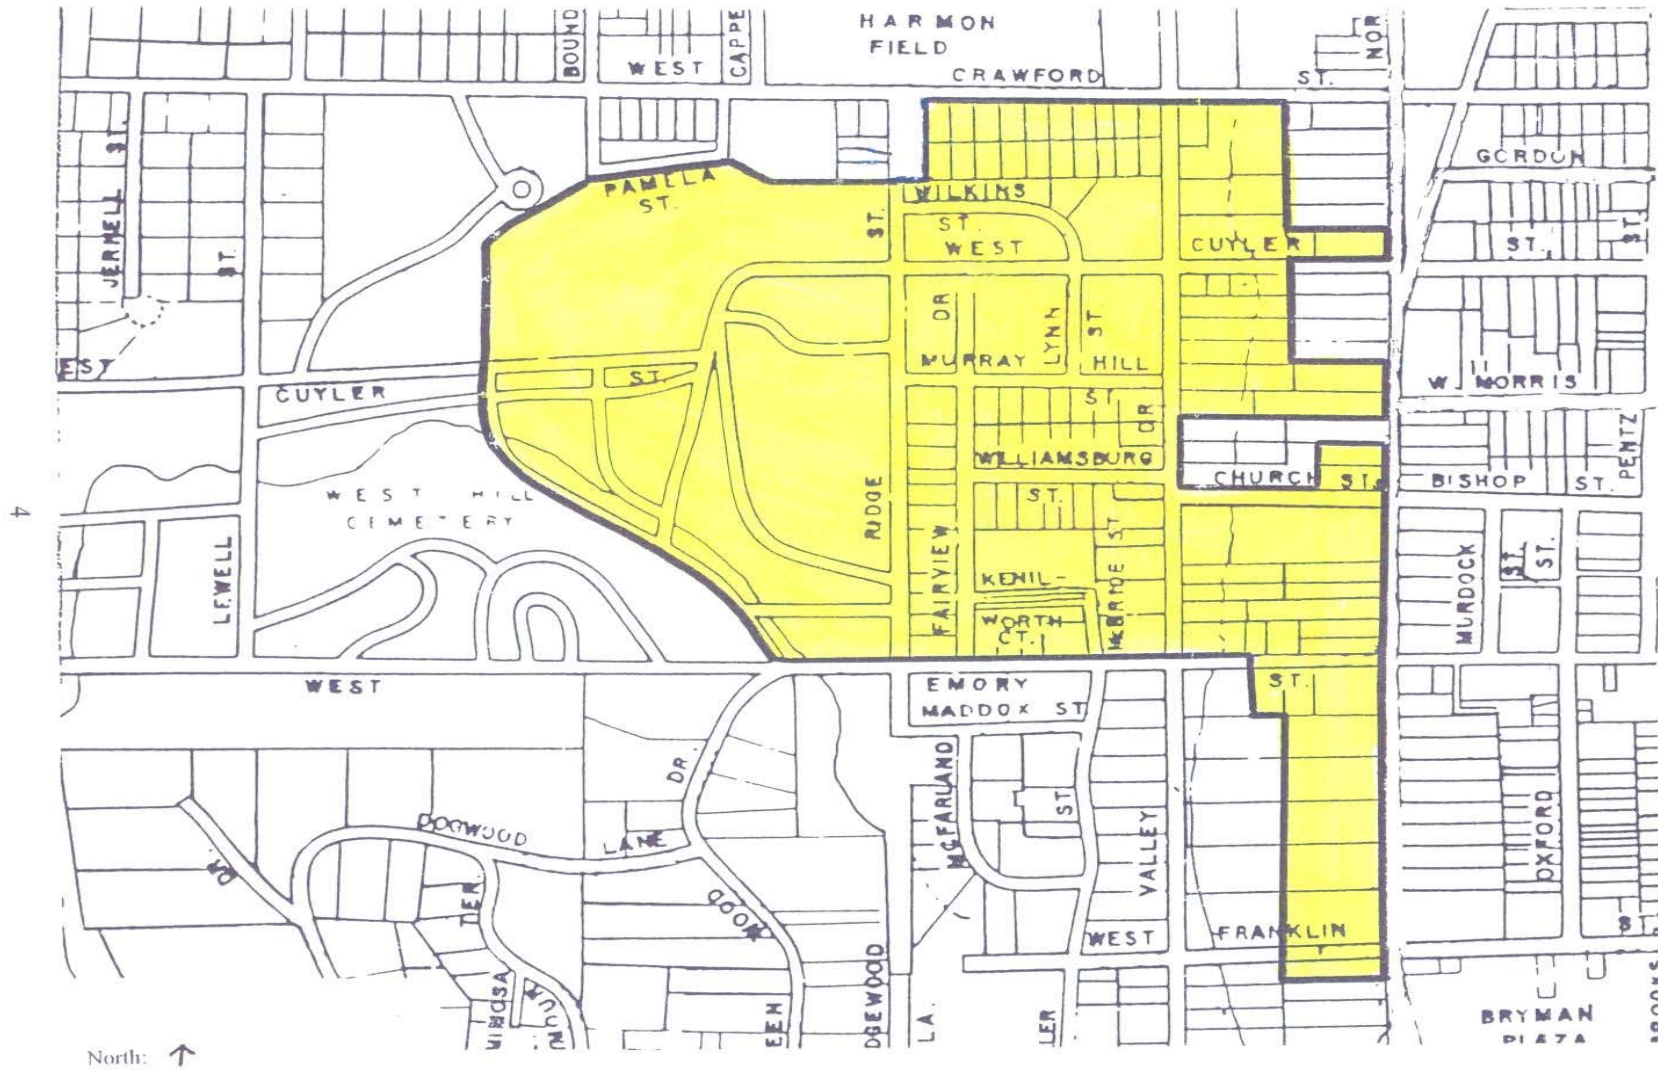 HARMON
FIELD
BOUND
WEST
CAPPE
CRAWFORD
ST.
NOR
JERMELL ST.
ST.
PAMELA
ST.
WILKINS
ST.
WEST
CUYLER
ST.
GORDON
ST.
ST.
DR
LYNN
ST
MURRAY
HILL
ST
EST
CUYLER
ST.
W. MORRIS
DR
WILLIAMSBURG
ST.
CHURCH
ST.
BISHOP
ST.
PENTZ
WEST HILL
CEMETERY
4
LEWELL
RIDGE
FAIRVIEW
KENIL-
WORTH
CT.
McBRIDE ST
MURDOCK
ST.
ST.
WEST
EMORY
ST.
MADDOX ST
DR
McFARLAND
ST
VALLEY
OXFORD
DOGWOOD
LANE
DR
TER.
WOOD
WEST
FRANKLIN
MIMOSA
EEN
DGEWOOD
LA.
LER
BRYMAN
PLAZA
North: